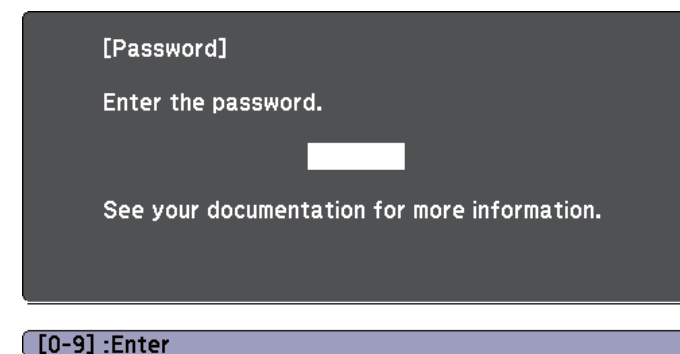 [Password]
Enter the password.
See your documentation for more information.
[0-9] :Enter